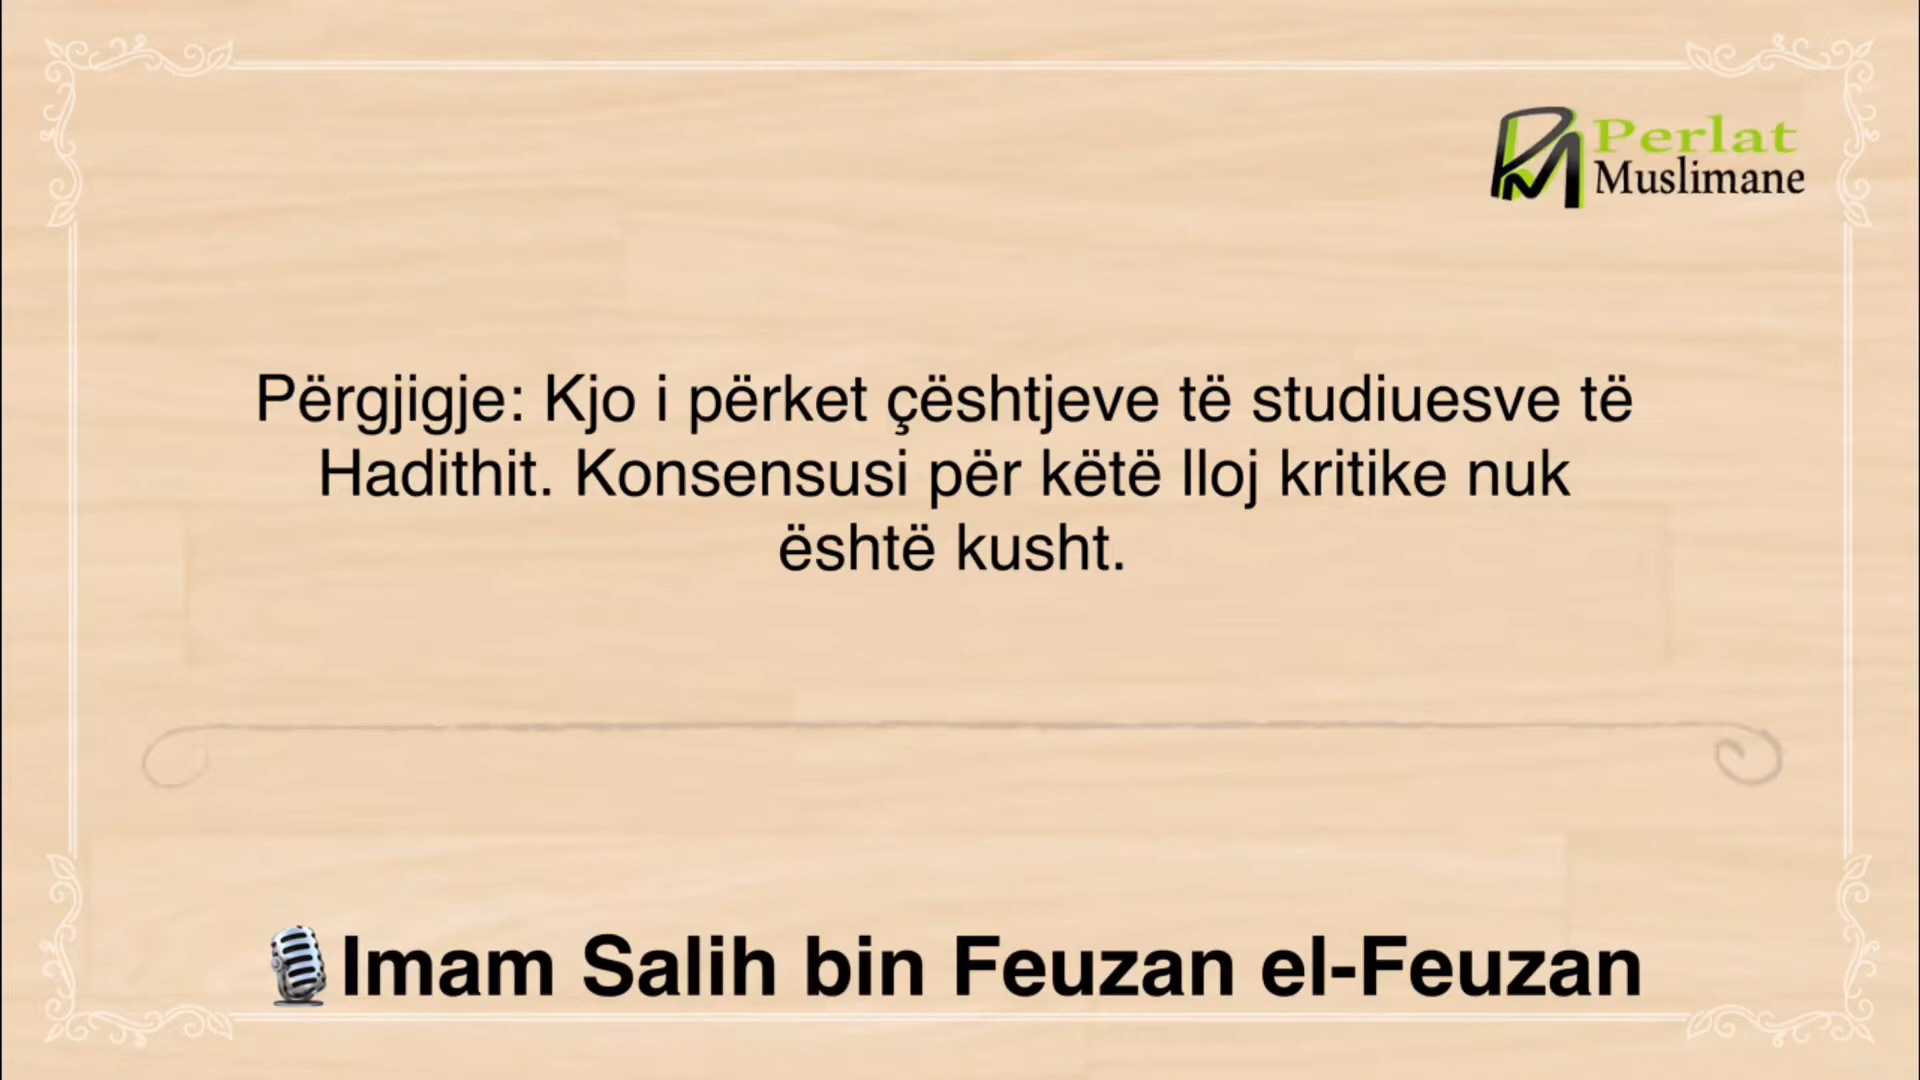 Perlat
Muslimane
Përgjigje: Kjo i përket çështjeve të studiuesve të
Hadithit. Konsensusi për këtë lloj kritike nuk
është kusht.
Imam Salih bin Feuzan el-Feuzan